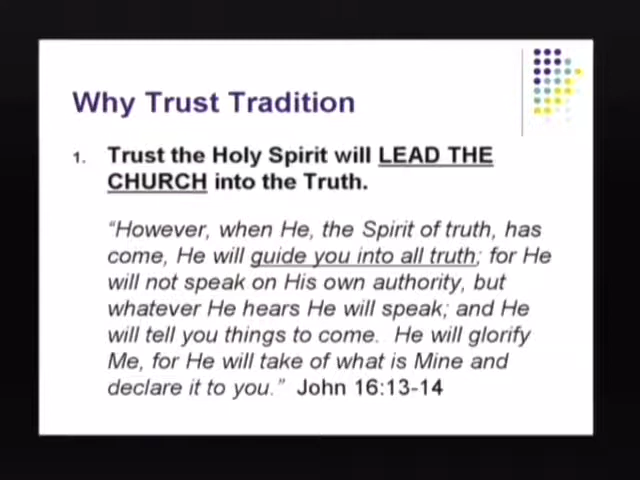 Why Trust Tradition
1. Trust the Holy Spirit will LEAD THE
CHURCH into the Truth.
“However, when He, the Spirit of truth, has
come, He will guide you into all truth; for He
will not speak on His own authority, but
whatever He hears He will speak; and He
will tell you things to come.  He will glorify
Me, for He will take of what is Mine and
declare it to you.”  John 16:13-14